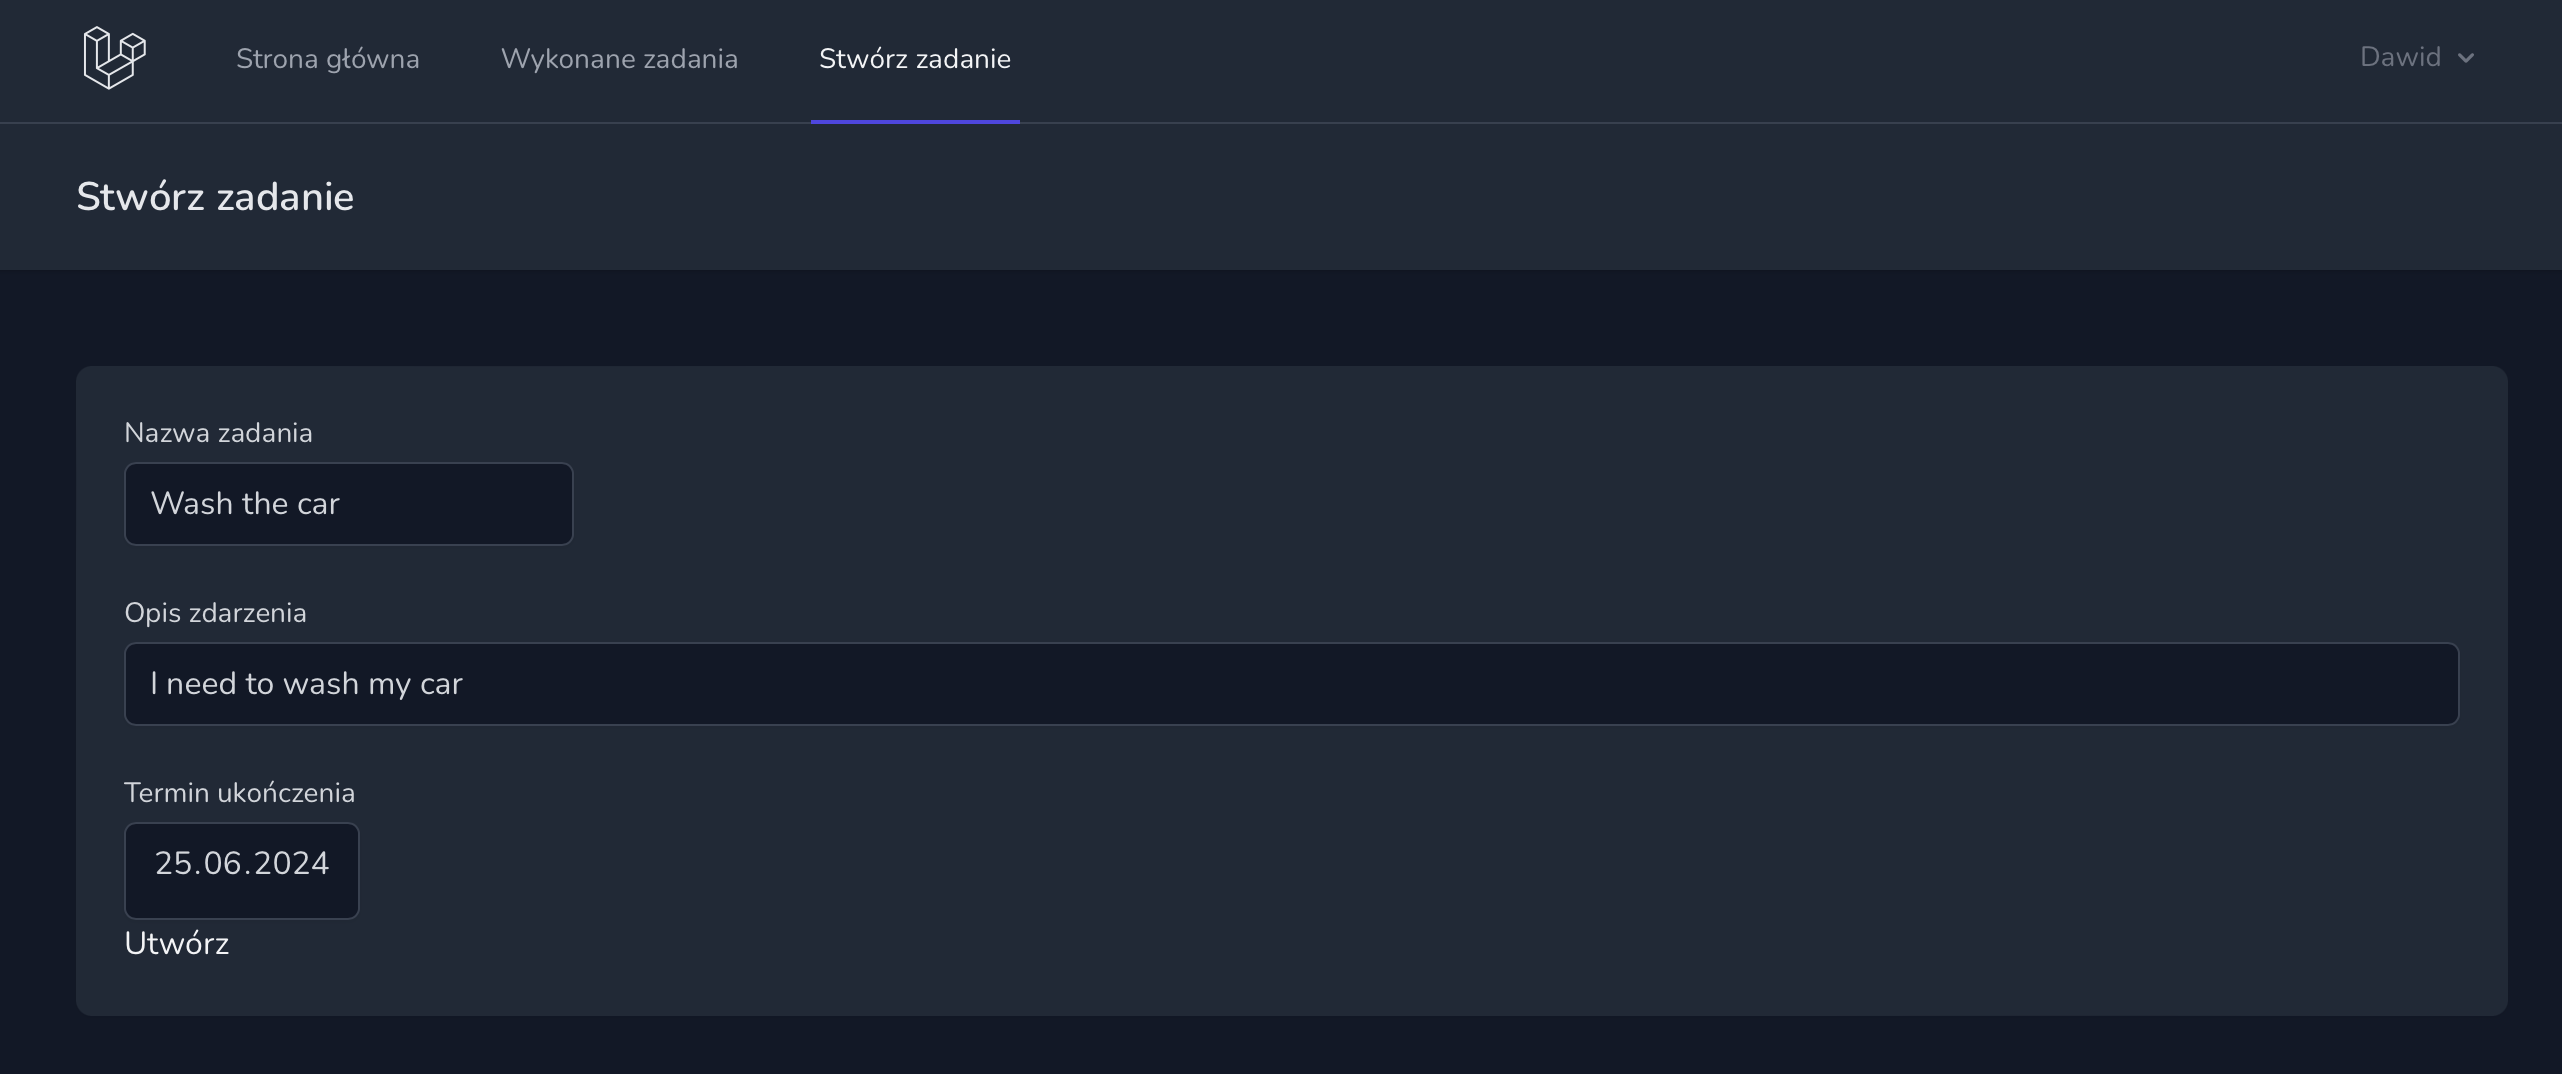 Strona główna Wykonane zadania Stwórz zadanie Dawid
Stwórz zadanie
Nazwa zadania
Wash the car
Opis zdarzenia
I need to wash my car
Termin ukończenia
25.06.2024
Utwórz